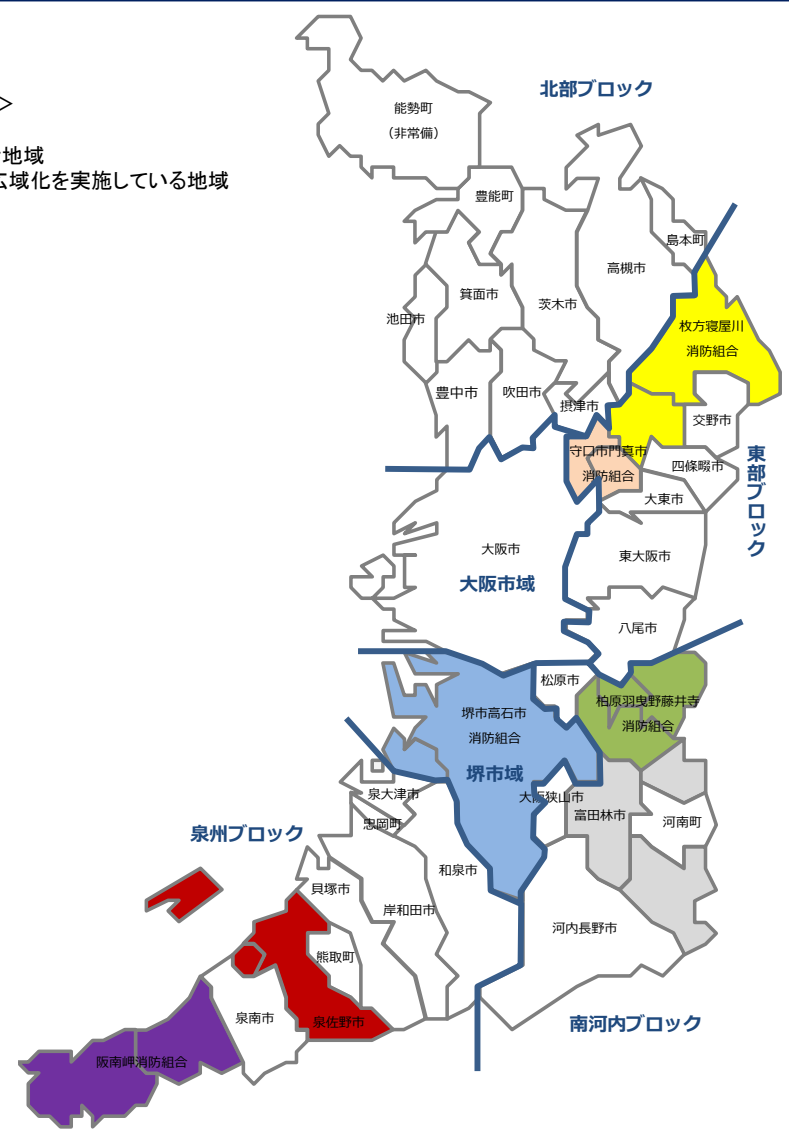 ＞
北部ブロック
能勢町
（非常備）
地域
広域化を実施している地域
豊能町
島本町
高槻市
箕面市
茨木市
池田市
枚方寝屋川
消防組合
豊中市
吹田市
摂津市
交野市
守口市門真市
消防組合
四條畷市
東部ブロック
大東市
大阪市
東大阪市
大阪市域
八尾市
松原市
柏原羽曳野藤井寺
消防組合
堺市高石市
消防組合
堺市域
泉大津市
大阪狭山市
富田林市
河南町
忠岡町
泉州ブロック
和泉市
貝塚市
岸和田市
河内長野市
熊取町
泉南市
泉佐野市
南河内ブロック
阪南岬消防組合